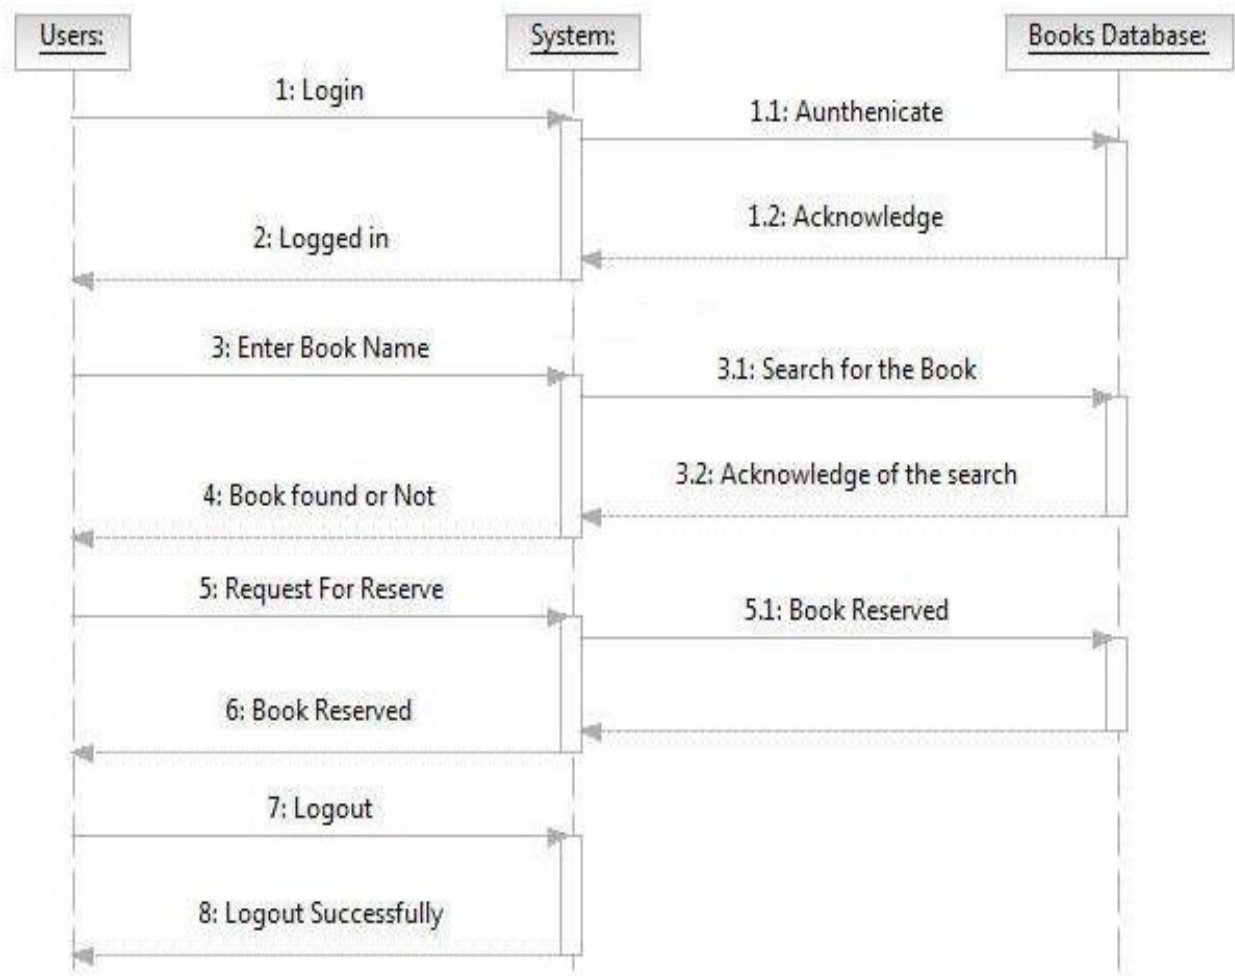 Users:
System:
Books Database:
1: Login
1.1: Aunthenicate
1.2: Acknowledge
2: Logged in
3: Enter Book Name
3.1: Search for the Book
3.2: Acknowledge of the search
4: Book found or Not
5: Request For Reserve
5.1: Book Reserved
6: Book Reserved
7: Logout
8: Logout Successfully